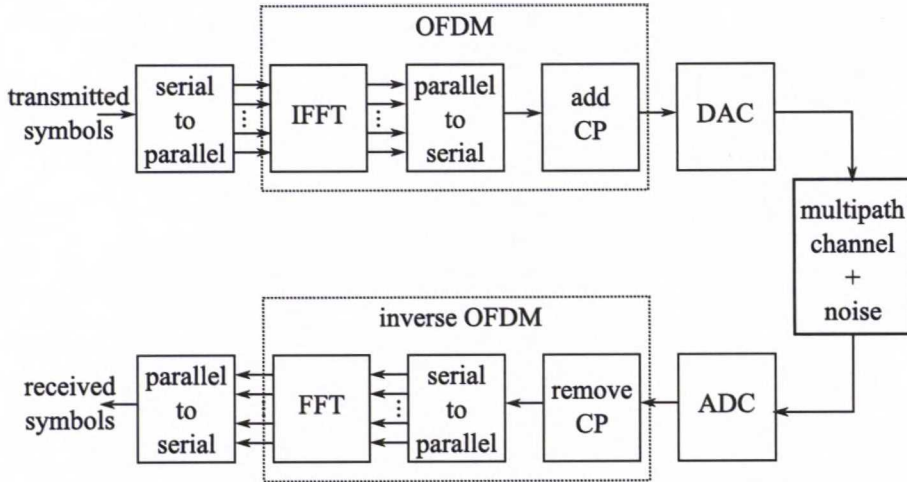 OFDM
transmitted
symbols
serial
to
parallel
IFFT
parallel
to
serial
add
CP
DAC
multipath
channel
+
noise
inverse OFDM
received
symbols
parallel
to
serial
FFT
serial
to
parallel
remove
CP
ADC